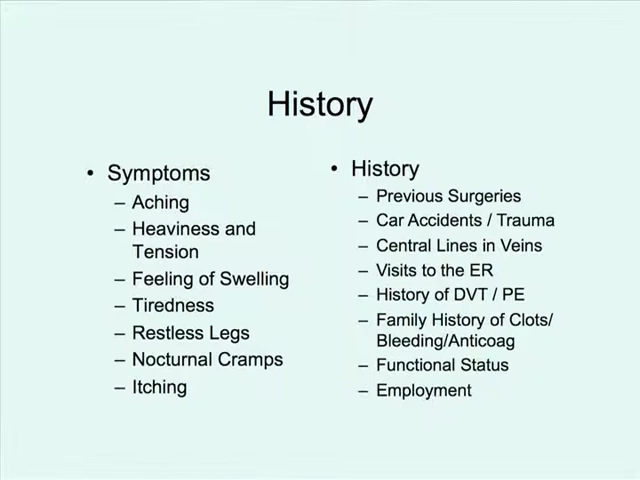 History
• Symptoms
– Aching
– Heaviness and
Tension
– Feeling of Swelling
– Tiredness
– Restless Legs
– Nocturnal Cramps
– Itching
• History
– Previous Surgeries
– Car Accidents / Trauma
– Central Lines in Veins
– Visits to the ER
– History of DVT / PE
– Family History of Clots/
Bleeding/Anticoag
– Functional Status
– Employment